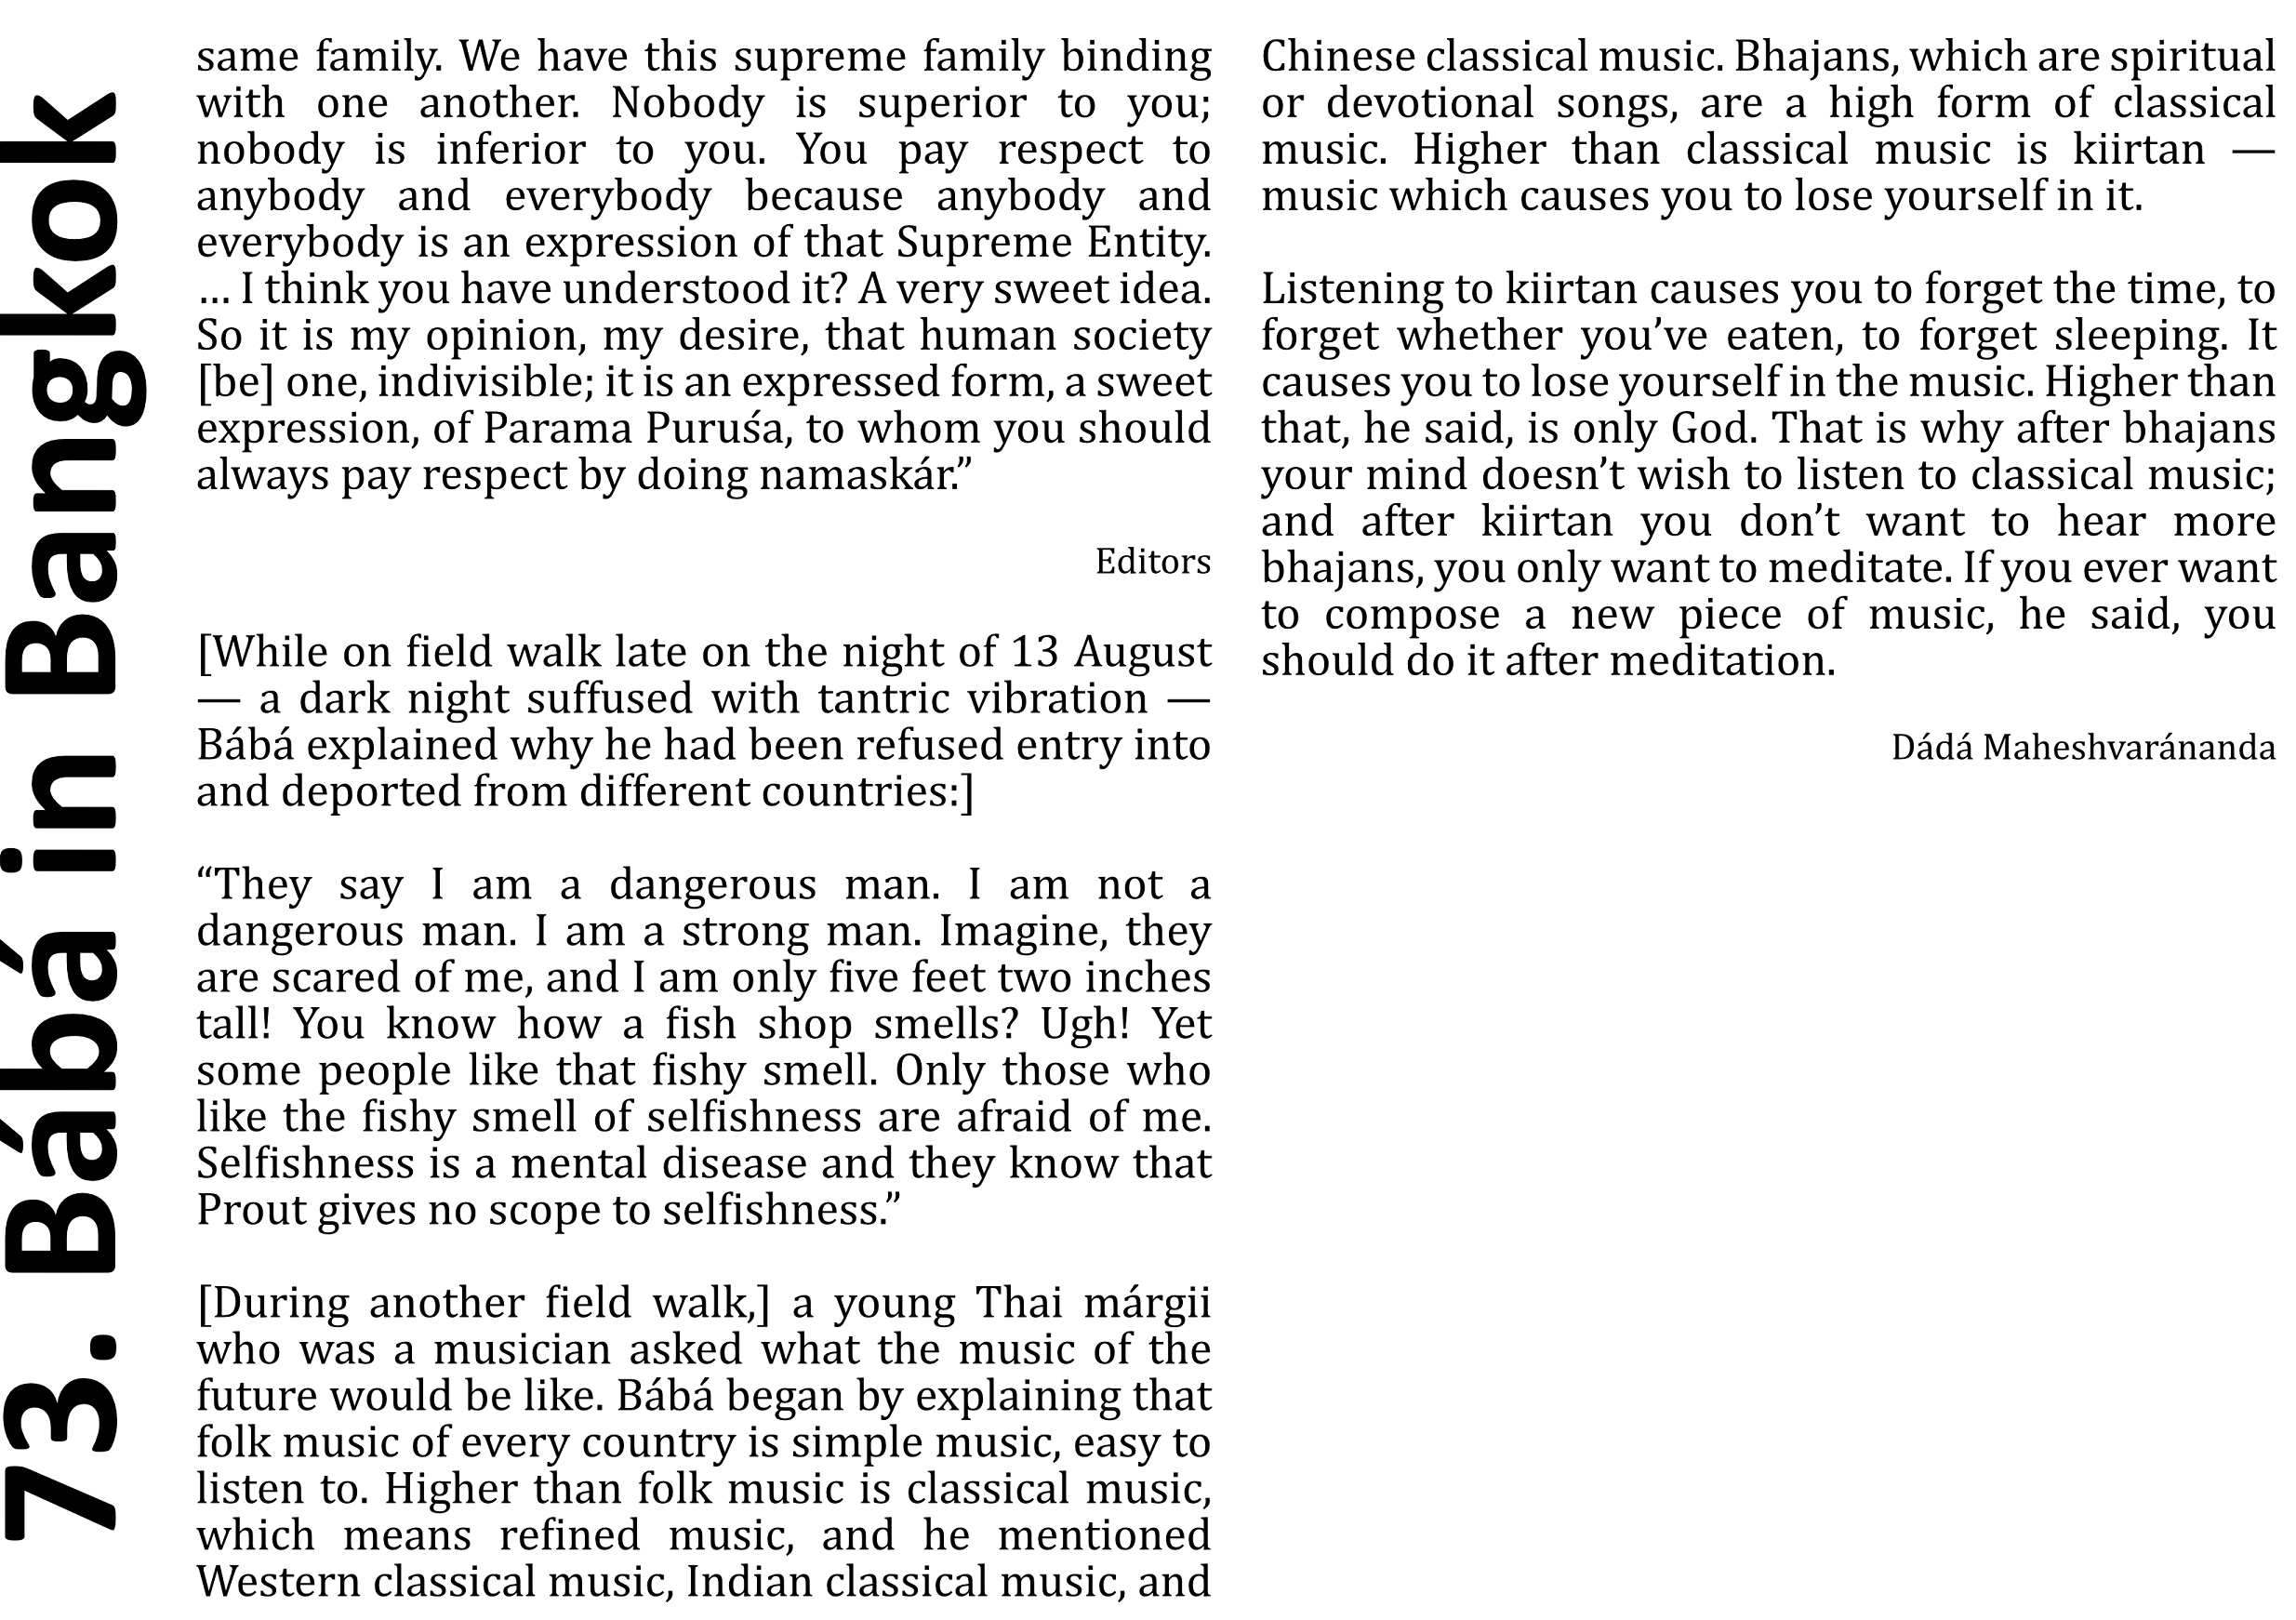 73. Bábá in Bangkok
same family. We have this supreme family binding
with one another. Nobody is superior to you;
nobody is inferior to you. You pay respect to
anybody and everybody because anybody and
everybody is an expression of that Supreme Entity.
… I think you have understood it? A very sweet idea.
So it is my opinion, my desire, that human society
[be] one, indivisible; it is an expressed form, a sweet
expression, of Parama Puruśa, to whom you should
always pay respect by doing namaskár.”
Editors
[While on field walk late on the night of 13 August
— a dark night suffused with tantric vibration —
Bábá explained why he had been refused entry into
and deported from different countries:]
“They say I am a dangerous man. I am not a
dangerous man. I am a strong man. Imagine, they
are scared of me, and I am only five feet two inches
tall! You know how a fish shop smells? Ugh! Yet
some people like that fishy smell. Only those who
like the fishy smell of selfishness are afraid of me.
Selfishness is a mental disease and they know that
Prout gives no scope to selfishness.”
[During another field walk,] a young Thai márgii
who was a musician asked what the music of the
future would be like. Bábá began by explaining that
folk music of every country is simple music, easy to
listen to. Higher than folk music is classical music,
which means refined music, and he mentioned
Western classical music, Indian classical music, and
Chinese classical music. Bhajans, which are spiritual
or devotional songs, are a high form of classical
music. Higher than classical music is kiirtan —
music which causes you to lose yourself in it.
Listening to kiirtan causes you to forget the time, to
forget whether you’ve eaten, to forget sleeping. It
causes you to lose yourself in the music. Higher than
that, he said, is only God. That is why after bhajans
your mind doesn’t wish to listen to classical music;
and after kiirtan you don’t want to hear more
bhajans, you only want to meditate. If you ever want
to compose a new piece of music, he said, you
should do it after meditation.
Dádá Maheshvaránanda